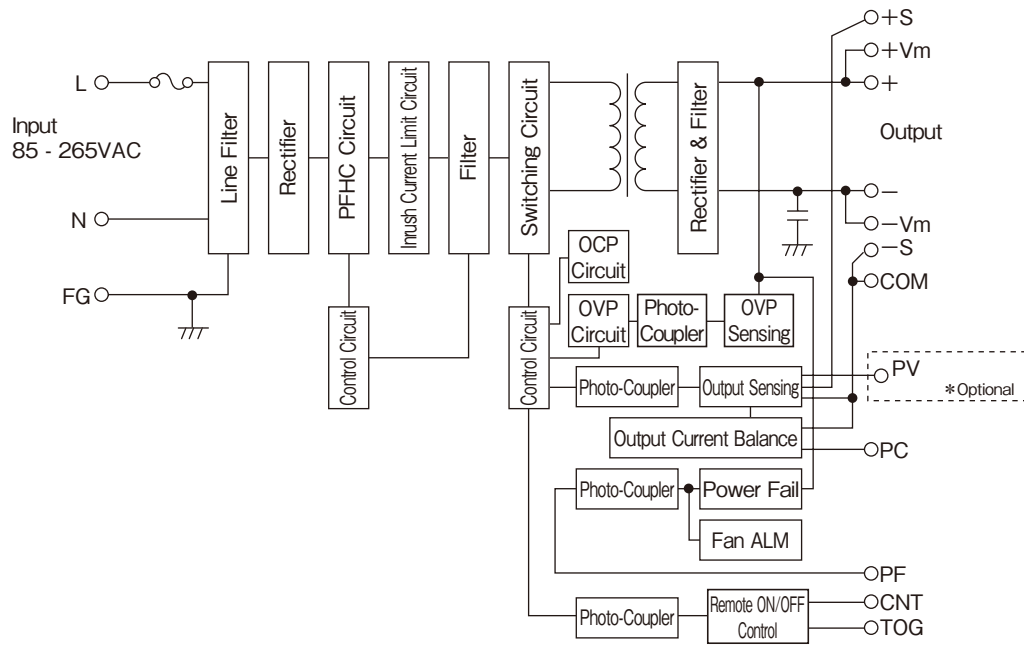 +S
+Vm
+
L
Input
85 - 265VAC
N
FG
Line Filter
Rectifier
PFHC Circuit
Inrush Current Limit Circuit
Filter
Switching Circuit
Rectifier & Filter
Output
−
−Vm
−S
COM
Control Circuit
Control Circuit
OCP
Circuit
OVP
Circuit
Photo-
Coupler
OVP
Sensing
Photo-Coupler
Output Sensing
PV
*Optional
Output Current Balance
PC
Photo-Coupler
Power Fail
Fan ALM
PF
Photo-Coupler
Remote ON/OFF
Control
CNT
TOG